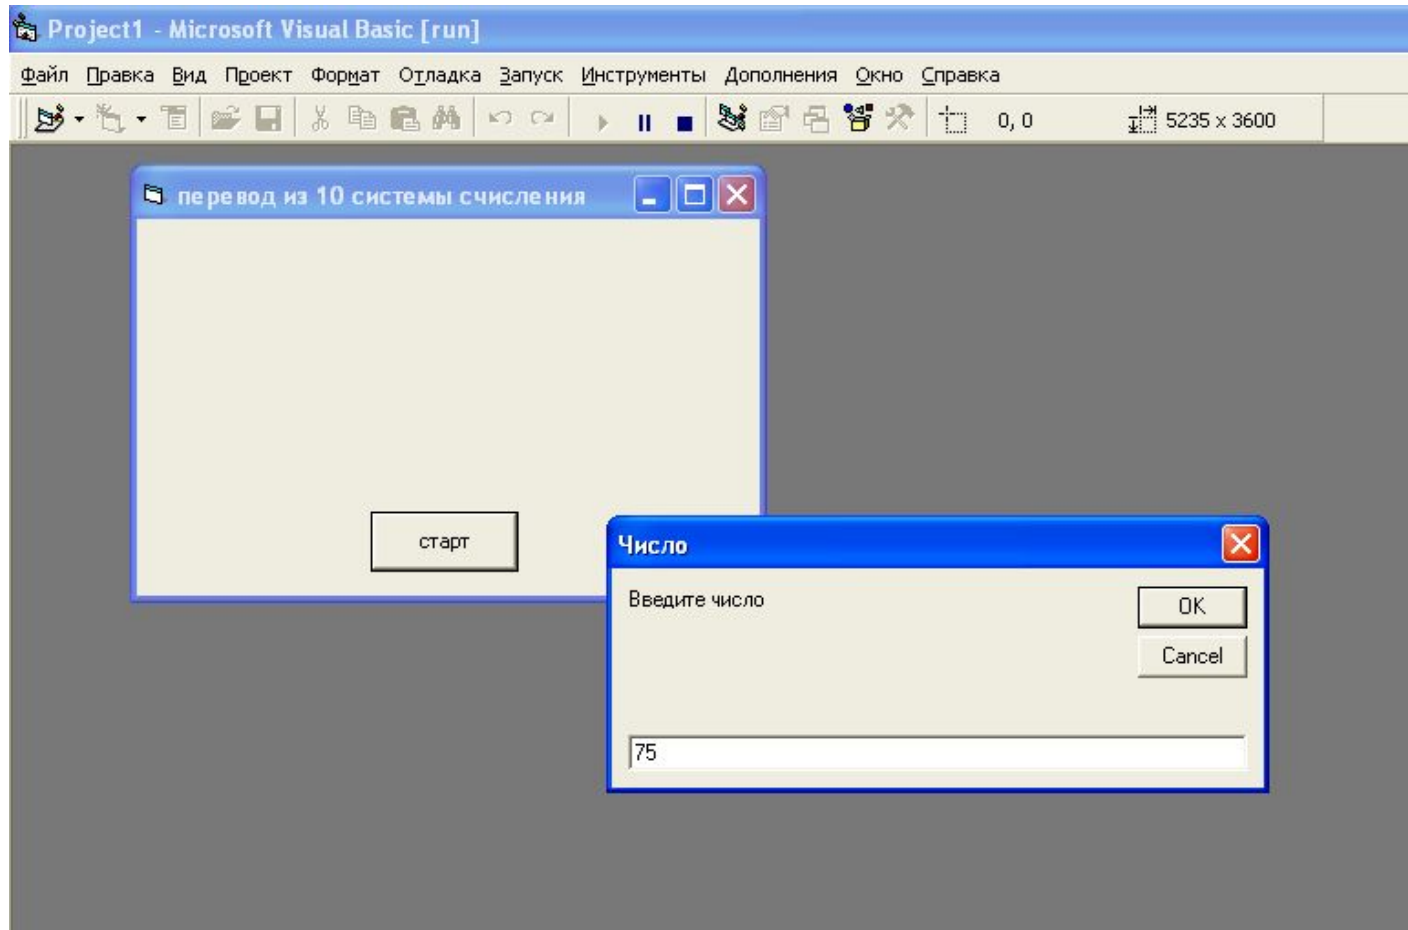 Project1 - Microsoft Visual Basic [run]
Файл Правка Вид Проект Формат Отладка Запуск Инструменты Дополнения Окно Справка
0, 0 5235 x 3600
перевод из 10 системы счисления
старт
Число
Введите число
OK
Cancel
75